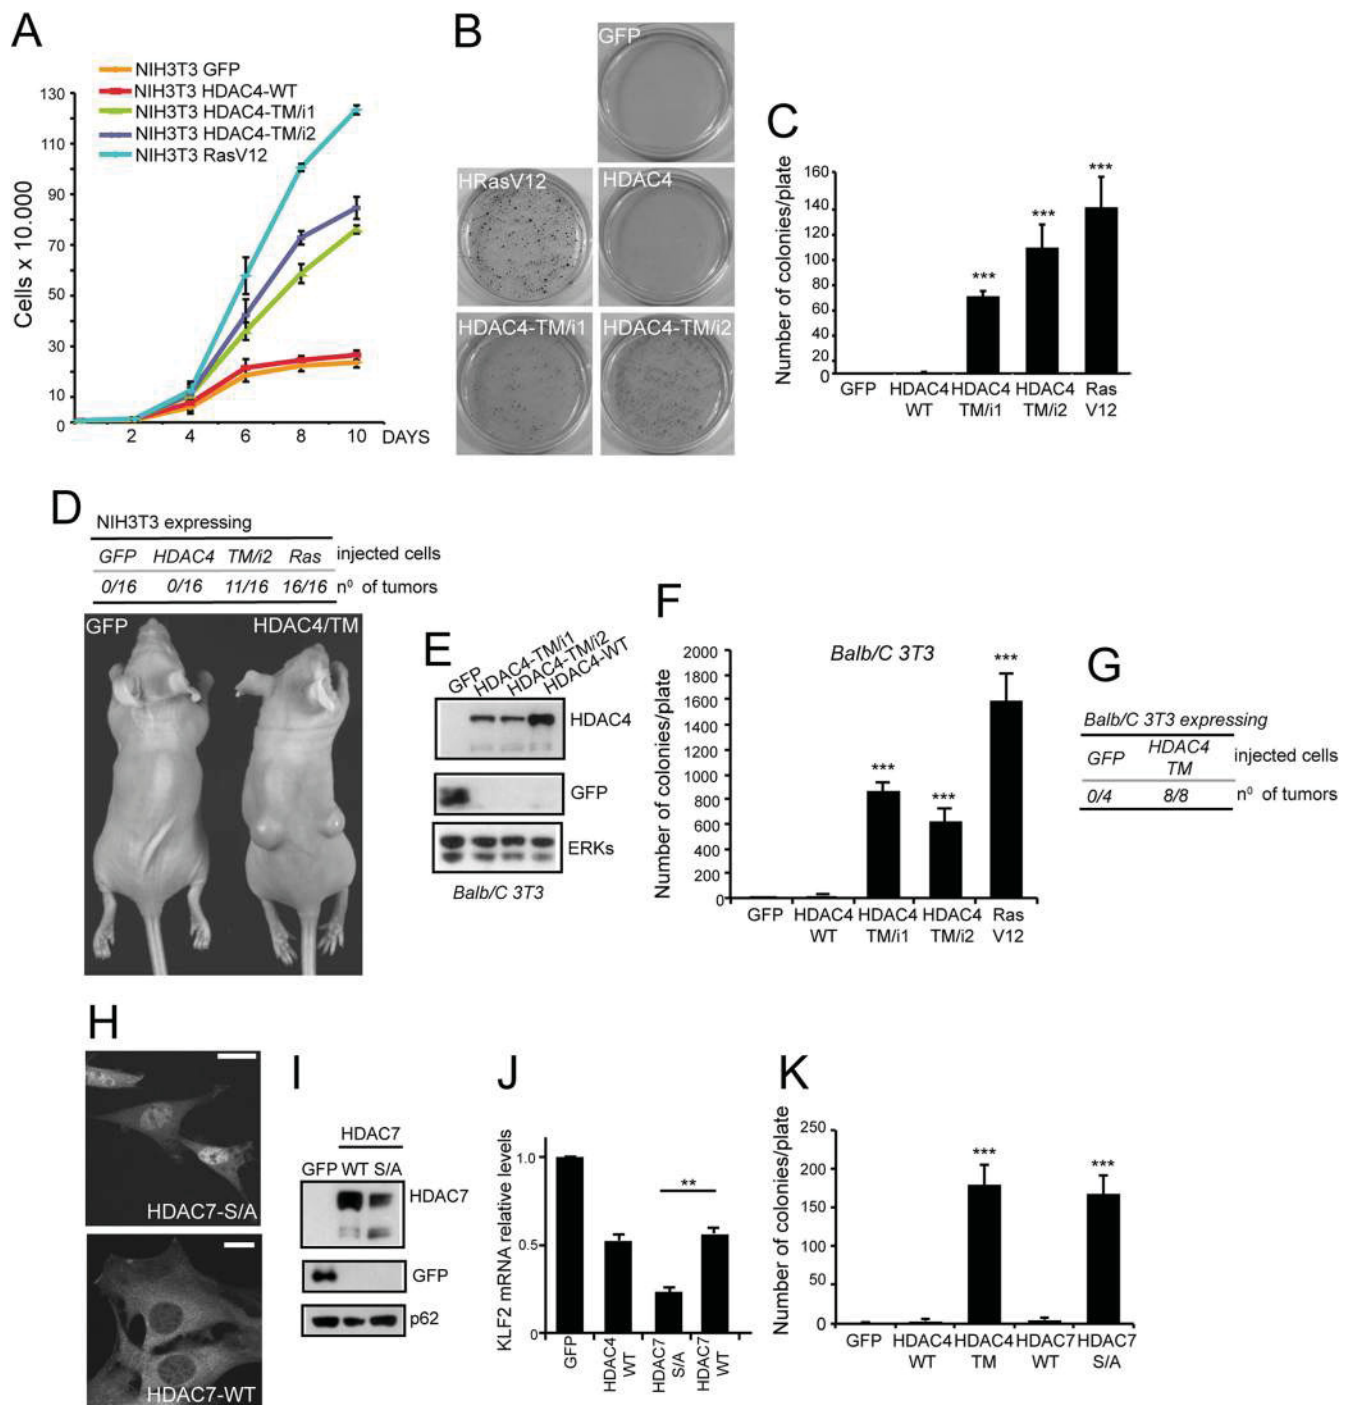 A
NIH3T3 GFP
NIH3T3 HDAC4-WT
NIH3T3 HDAC4-TM/i1
NIH3T3 HDAC4-TM/i2
NIH3T3 RasV12
Cells x 10.000
130
110
90
70
50
30
10
0
2 4 6 8 10 DAYS
B
GFP
HRasV12
HDAC4
HDAC4-TM/i1
HDAC4-TM/i2
C
Number of colonies/plate
160
140
120
100
80
60
40
20
0
***
***
***
GFP HDAC4 HDAC4 HDAC4 Ras
WT TM/i1 TM/i2 V12
D
NIH3T3 expressing
GFP HDAC4 TM/i2 Ras injected cells
0/16 0/16 11/16 16/16 nº of tumors
GFP
HDAC4/TM
E
GFP
HDAC4-TM/i1
HDAC4-TM/i2
HDAC4-WT
HDAC4
GFP
ERKs
Balb/C 3T3
F
Balb/C 3T3
Number of colonies/plate
2000
1800
1600
1400
1200
1000
800
600
400
200
0
***
***
***
GFP HDAC4 HDAC4 HDAC4 Ras
WT TM/i1 TM/i2 V12
G
Balb/C 3T3 expressing
GFP HDAC4 TM injected cells
0/4 8/8 nº of tumors
H
HDAC7-S/A
HDAC7-WT
I
HDAC7
GFP WT S/A
HDAC7
GFP
p62
J
KLF2 mRNA relative levels
1.0
0.5
1.0
**
GFP
HDAC4 WT
HDAC7 S/A
HDAC7 WT
K
Number of colonies/plate
250
200
150
100
50
0
***
***
GFP HDAC4 HDAC4 HDAC7 HDAC7
WT TM WT S/A